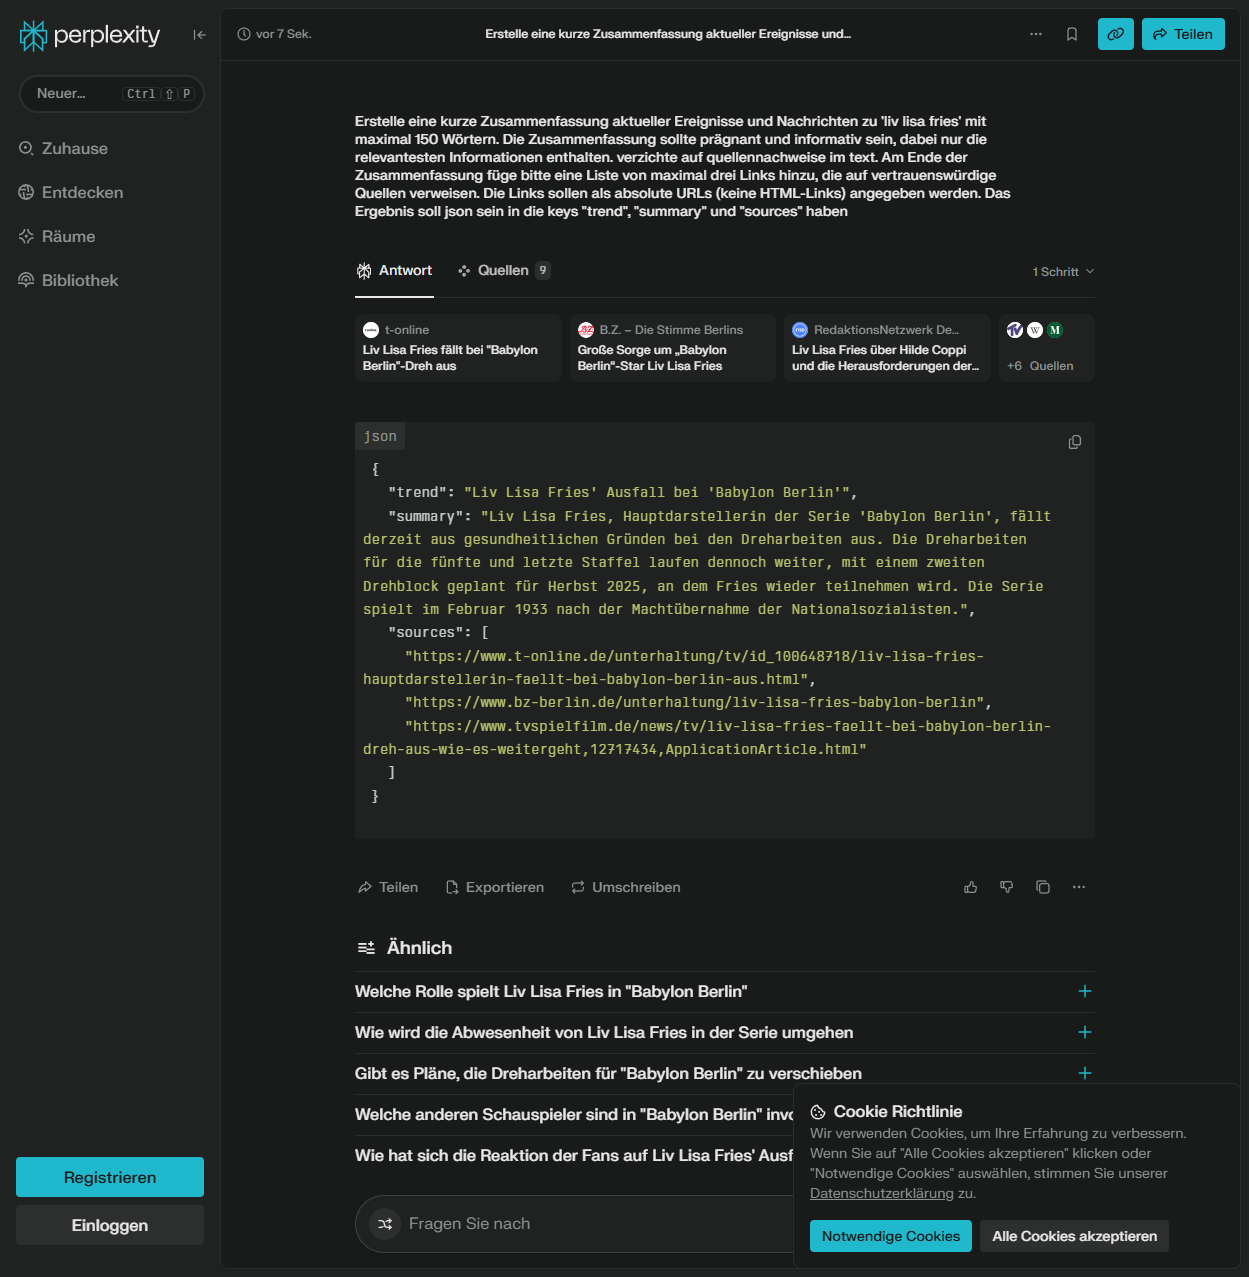 perplexity
Neuer... Ctrl ⇧ P
Zuhause
Entdecken
Räume
Bibliothek
Registrieren
Einloggen
vor 7 Sek.
Erstelle eine kurze Zusammenfassung aktueller Ereignisse und...
Teilen
Erstelle eine kurze Zusammenfassung aktueller Ereignisse und Nachrichten zu 'liv lisa fries' mit
maximal 150 Wörtern. Die Zusammenfassung sollte prägnant und informativ sein, dabei nur die
relevantesten Informationen enthalten. verzichte auf quellennachweise im text. Am Ende der
Zusammenfassung füge bitte eine Liste von maximal drei Links hinzu, die auf vertrauenswürdige
Quellen verweisen. Die Links sollen als absolute URLs (keine HTML-Links) angegeben werden. Das
Ergebnis soll json sein in die keys "trend", "summary" und "sources" haben
Antwort
Quellen 9
1 Schritt
t-online
Liv Lisa Fries fällt bei "Babylon
Berlin"-Dreh aus
B.Z. – Die Stimme Berlins
Große Sorge um „Babylon
Berlin“-Star Liv Lisa Fries
RedaktionsNetzwerk De...
Liv Lisa Fries über Hilde Coppi
und die Herausforderungen der...
+6 Quellen
json
{
"trend": "Liv Lisa Fries' Ausfall bei 'Babylon Berlin'",
"summary": "Liv Lisa Fries, Hauptdarstellerin der Serie 'Babylon Berlin', fällt
derzeit aus gesundheitlichen Gründen bei den Dreharbeiten aus. Die Dreharbeiten
für die fünfte und letzte Staffel laufen dennoch weiter, mit einem zweiten
Drehblock geplant für Herbst 2025, an dem Fries wieder teilnehmen wird. Die Serie
spielt im Februar 1933 nach der Machtübernahme der Nationalsozialisten.",
"sources": [
"https://www.t-online.de/unterhaltung/tv/id_100648718/liv-lisa-fries-
hauptdarstellerin-faellt-bei-babylon-berlin-aus.html",
"https://www.bz-berlin.de/unterhaltung/liv-lisa-fries-babylon-berlin",
"https://www.tvspielfilm.de/news/tv/liv-lisa-fries-faellt-bei-babylon-berlin-
dreh-aus-wie-es-weitergeht,12717434,ApplicationArticle.html"
]
}
Teilen
Exportieren
Umschreiben
Ähnlich
Welche Rolle spielt Liv Lisa Fries in "Babylon Berlin"
Wie wird die Abwesenheit von Liv Lisa Fries in der Serie umgehen
Gibt es Pläne, die Dreharbeiten für "Babylon Berlin" zu verschieben
Welche anderen Schauspieler sind in "Babylon Berlin"
Wie hat sich die Reaktion der Fans auf Liv Lisa Fries'
Fragen Sie nach
Cookie Richtlinie
Wir verwenden Cookies, um Ihre Erfahrung zu verbessern.
Wenn Sie auf "Alle Cookies akzeptieren" klicken oder
"Notwendige Cookies" auswählen, stimmen Sie unserer
Datenschutzerklärung zu.
Notwendige Cookies
Alle Cookies akzeptieren